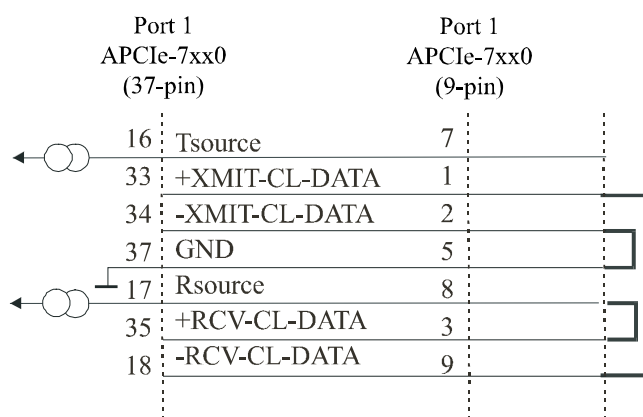 Port 1 Port 1
APCIe-7xx0 APCIe-7xx0
(37-pin) (9-pin)
16 Tsource 7
33 +XMIT-CL-DATA 1
34 -XMIT-CL-DATA 2
37 GND 5
17 Rsource 8
35 +RCV-CL-DATA 3
18 -RCV-CL-DATA 9